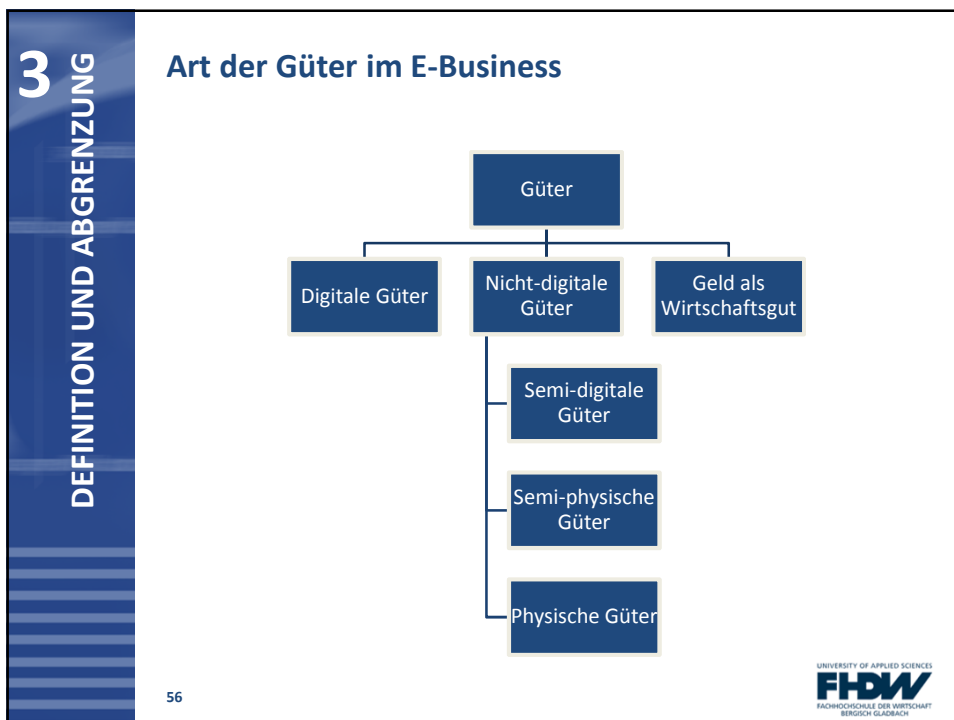 3
DEFINITION UND ABGRENZUNG
Art der Güter im E-Business
Güter
Digitale Güter
Nicht-digitale
Güter
Geld als
Wirtschaftsgut
Semi-digitale
Güter
Semi-physische
Güter
Physische Güter
56
UNIVERSITY OF APPLIED SCIENCES
FHDW
FACHHOCHSCHULE DER WIRTSCHAFT
BERGISCH GLADBACH